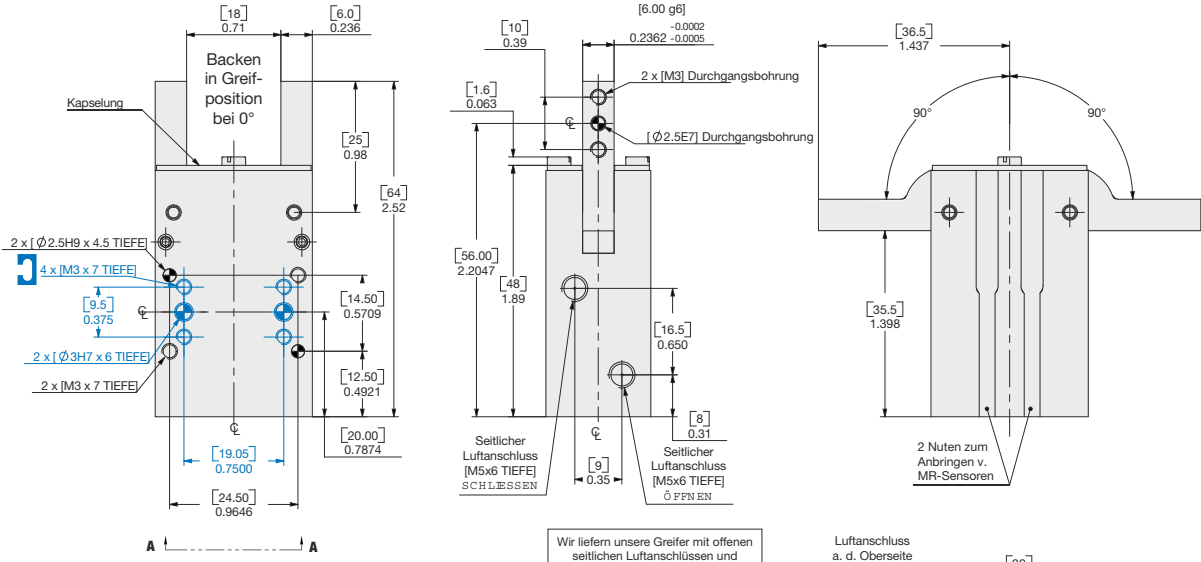 [18]
0.71
[6.0]
0.236
Backen
in Greif-
position
bei 0°
Kapselung
[25]
0.98
[64]
2.52
2 x [Ø2.5H9 x 4.5 TIEFE]
4 x [M3 x 7 TIEFE]
[9.5]
0.375
2 x [Ø3H7 x 6 TIEFE]
2 x [M3 x 7 TIEFE]
[14.50]
0.5709
[12.50]
0.4921
[20.00]
0.7874
[19.05]
0.7500
[24.50]
0.9646
A A
[6.00 g6]
-0.0002
0.2362 -0.0005
[10]
0.39
2 x [M3] Durchgangsbohrung
[1.6]
0.063
[Ø2.5E7] Durchgangsbohrung
[56.00]
2.2047
[48]
1.89
[16.5]
0.650
[8]
0.31
[9]
0.35
Seitlicher
Luftanschluss
[M5x6 TIEFE]
SCHLIESSEN
Seitlicher
Luftanschluss
[M5x6 TIEFE]
ÖFFNEN
[36.5]
1.437
90°
90°
[35.5]
1.398
2 Nuten zum
Anbringen v.
MR-Sensoren
Wir liefern unsere Greifer mit offenen
seitlichen Luftanschlüssen und
Luftanschluss
a. d. Oberseite